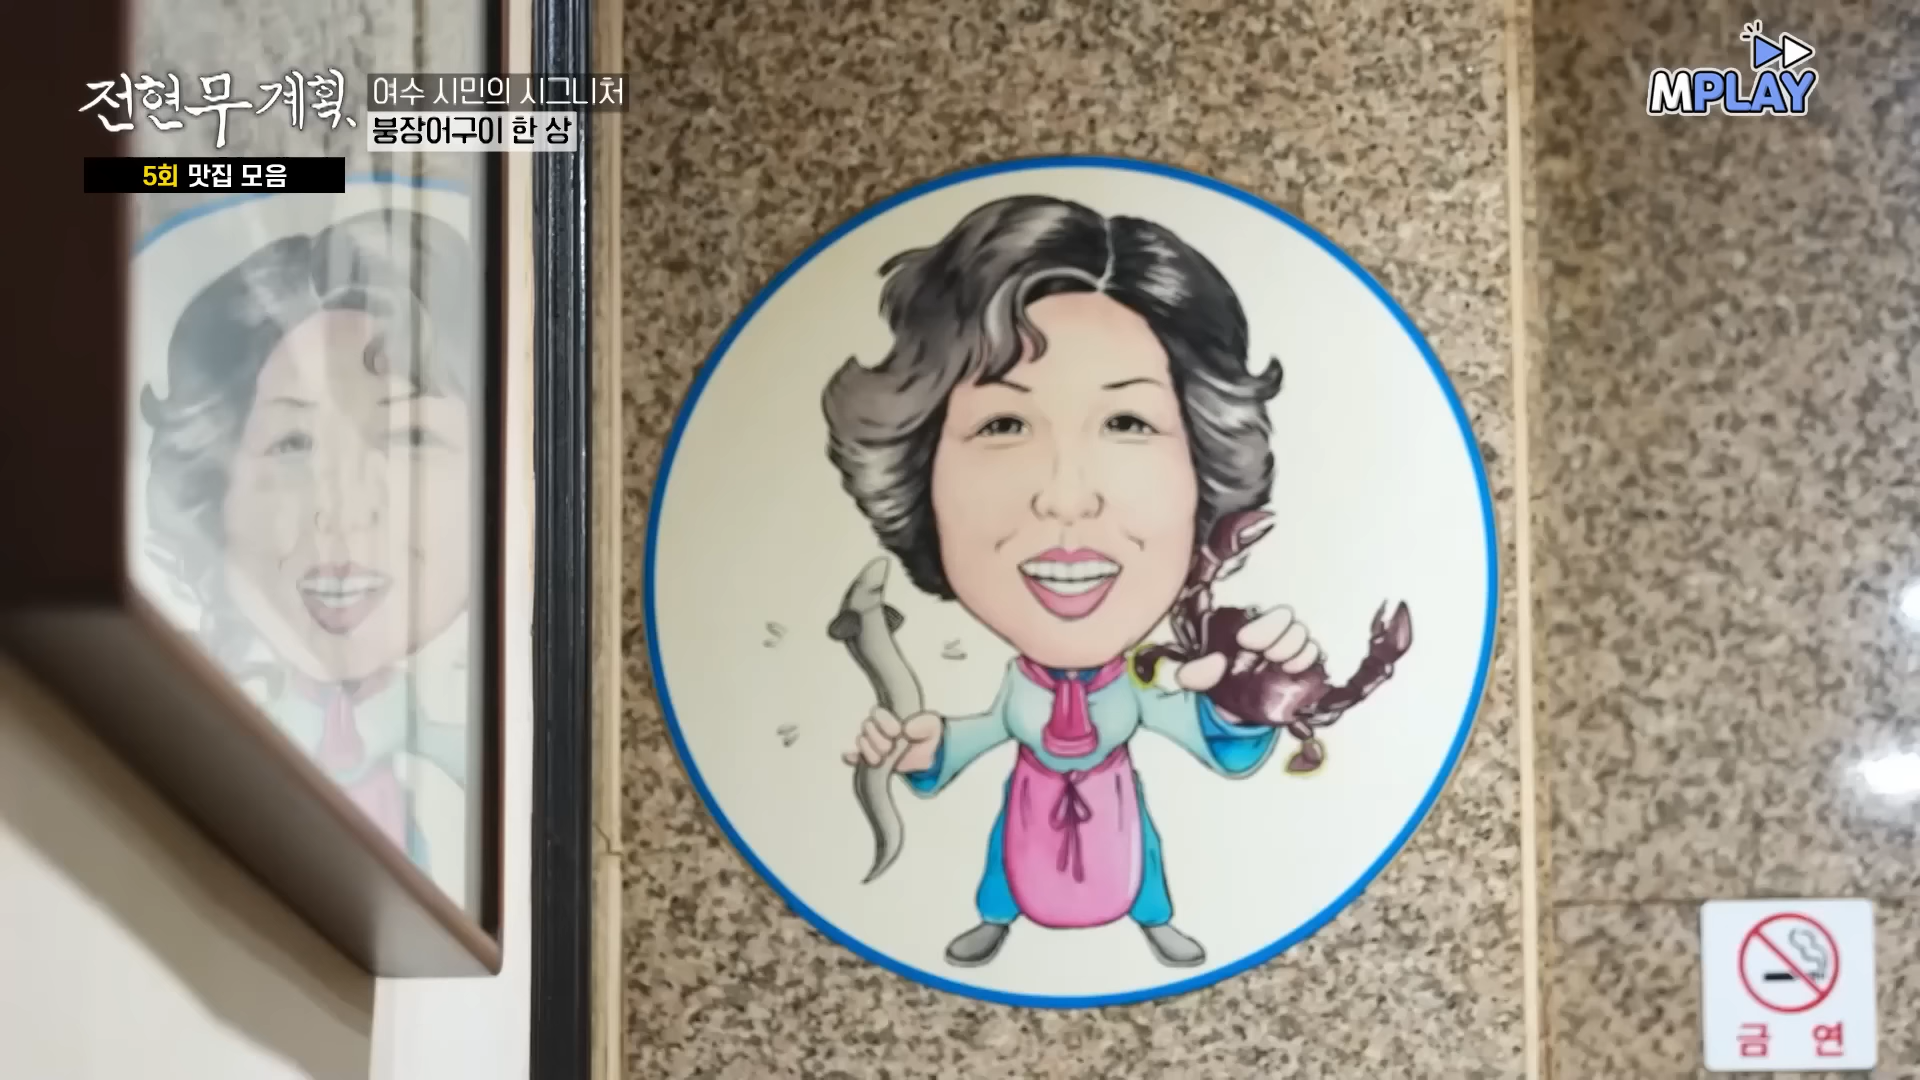 전현무계획
여수 시민의 시그니처
붕장어구이 한 상
5회 맛집 모음
MPLAY
금 연